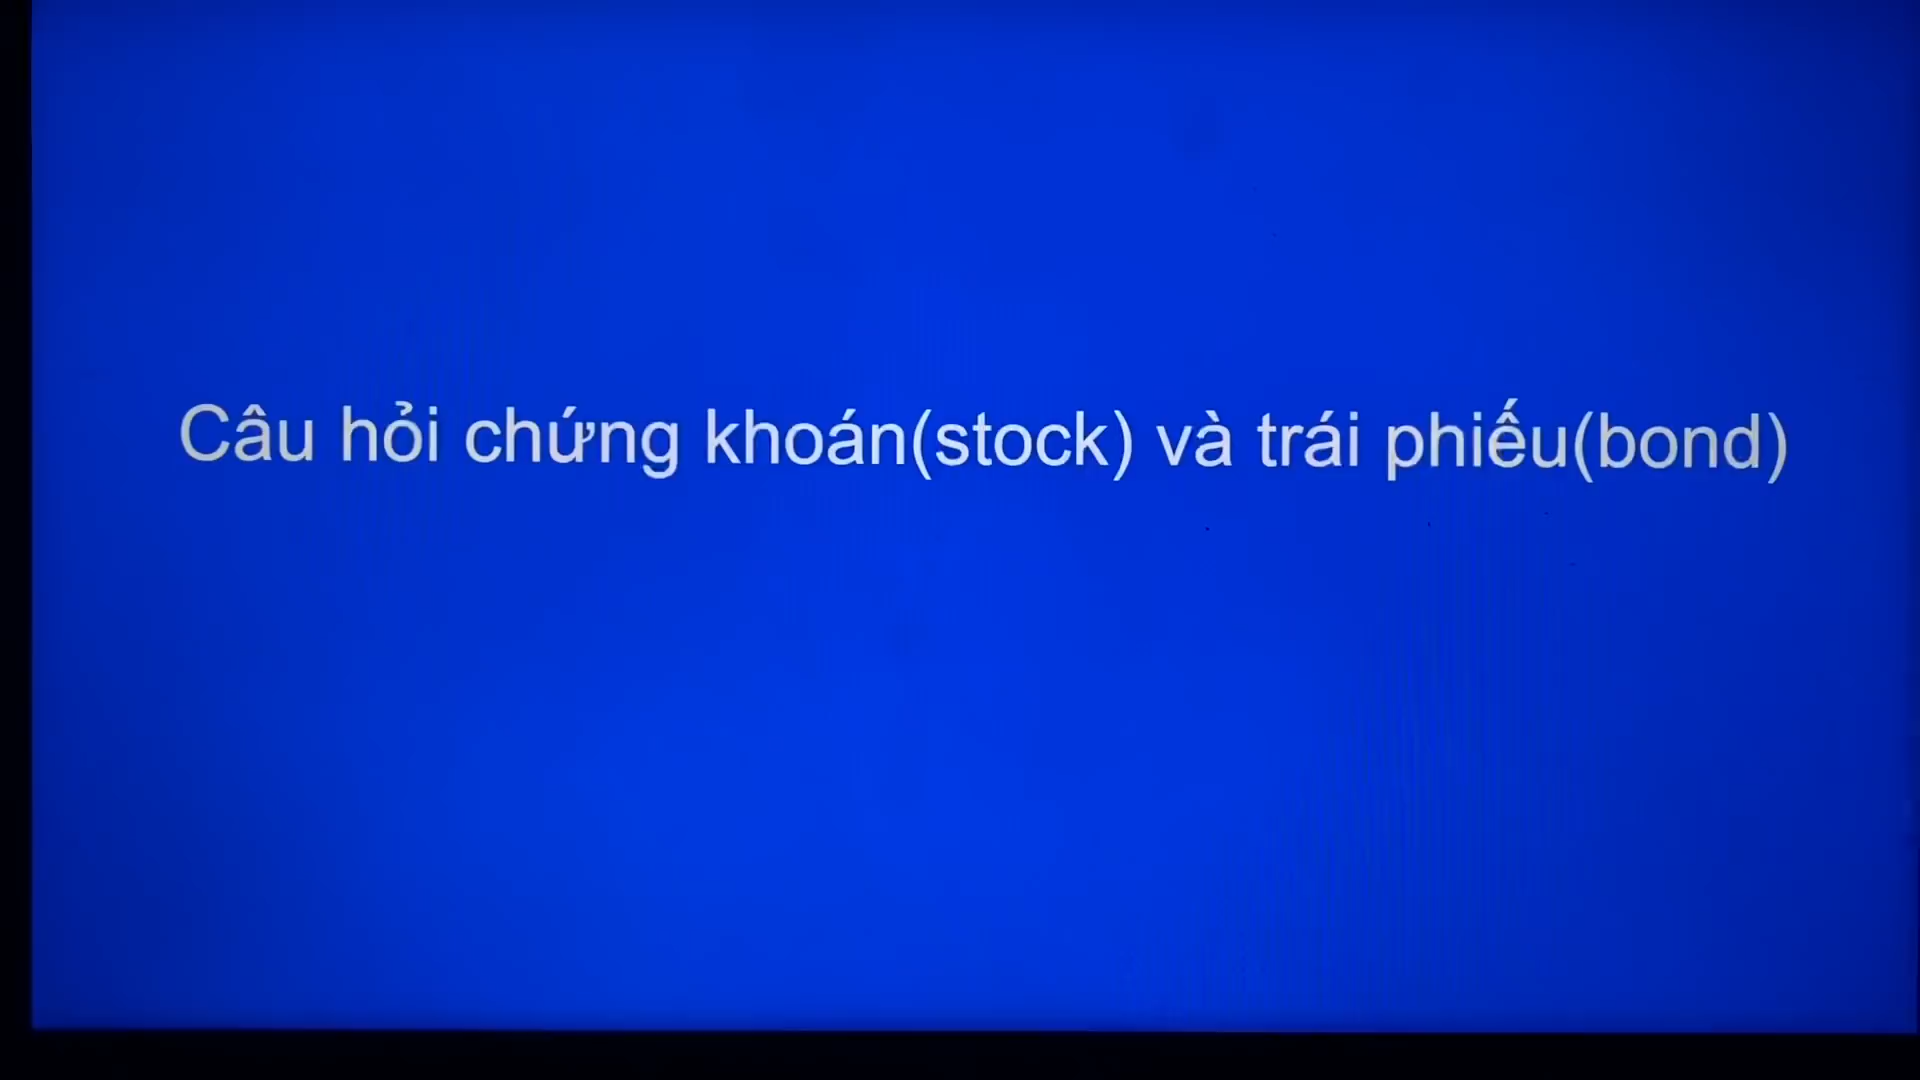 Câu hỏi chứng khoán(stock) và trái phiếu(bond)